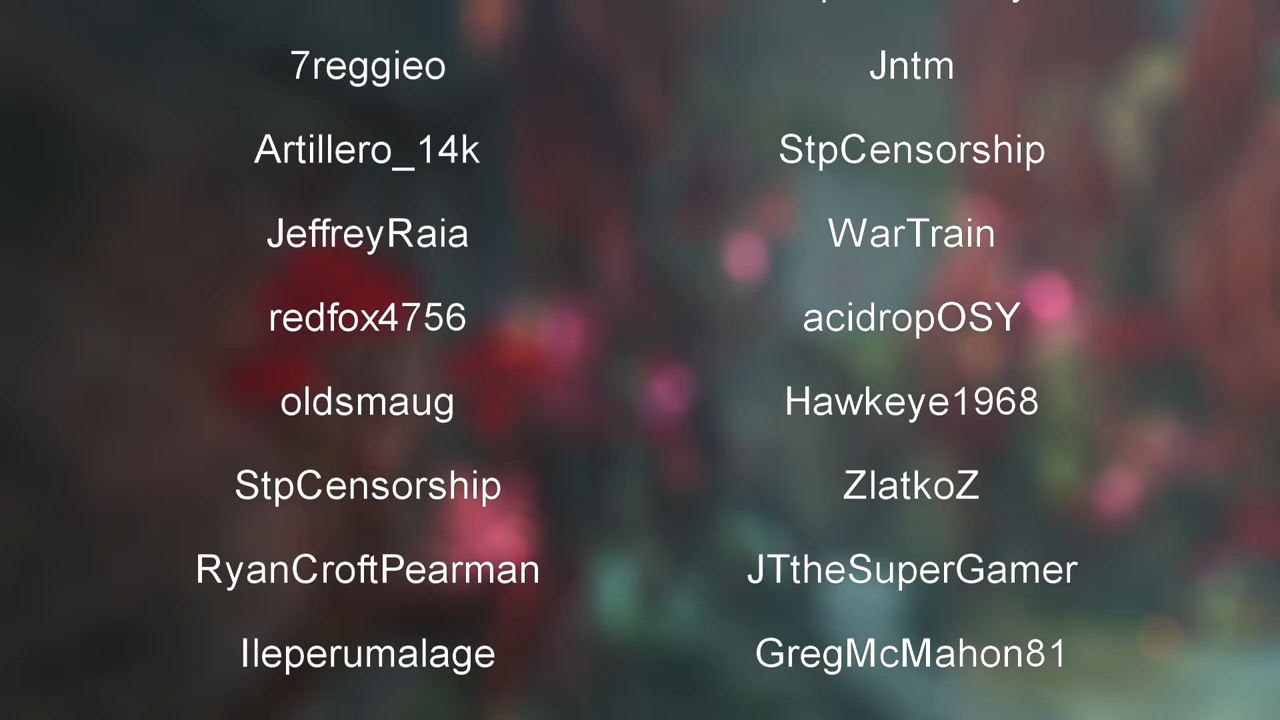 7reggieo Jntm
Artillero_14k StpCensorship
JeffreyRaia WarTrain
redfox4756 acidropOSY
oldsmaug Hawkeye1968
StpCensorship ZlatkoZ
RyanCroftPearman JTtheSuperGamer
Ileperumalage GregMcMahon81